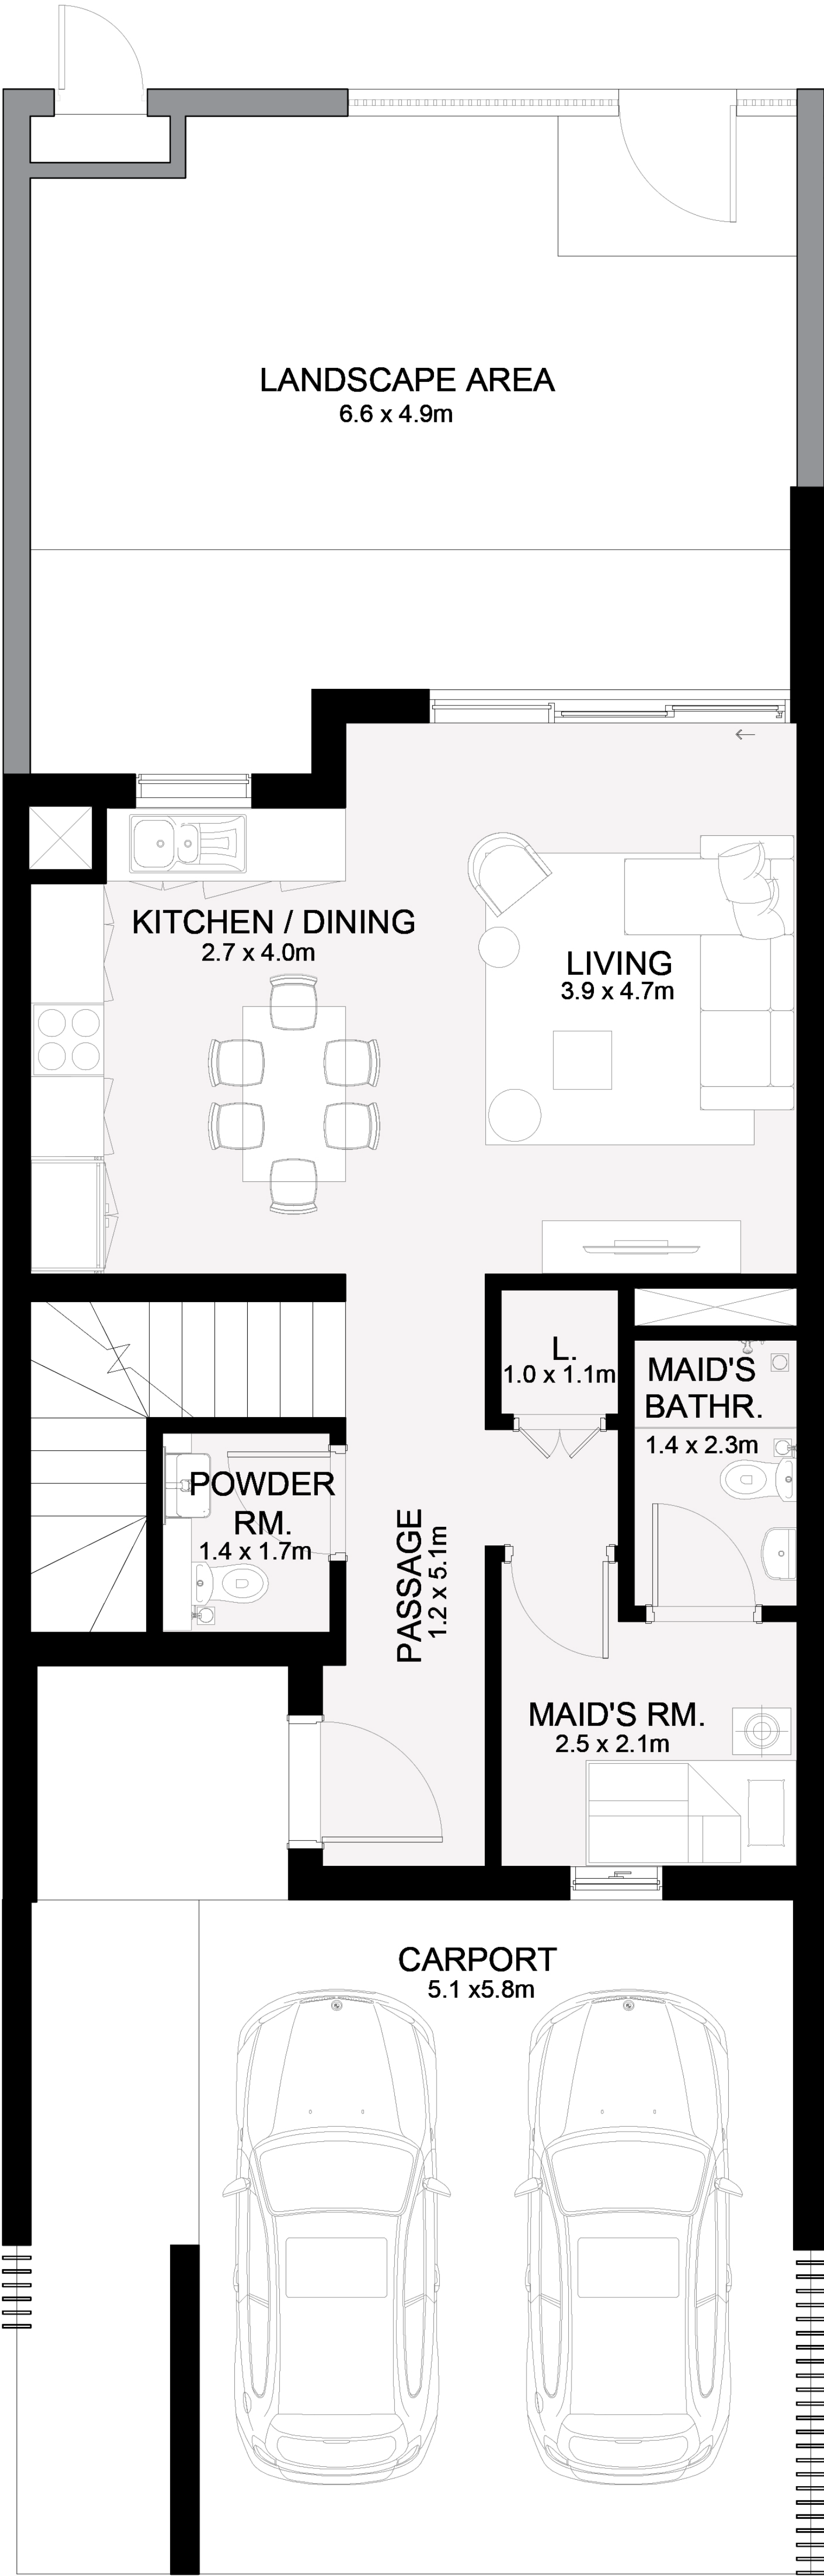 LANDSCAPE AREA
6.6 x 4.9m
KITCHEN / DINING
2.7 x 4.0m
LIVING
3.9 x 4.7m
L.
1.0 x 1.1m
MAID'S
BATHR.
1.4 x 2.3m
POWDER
RM.
1.4 x 1.7m
PASSAGE
1.2 x 5.1m
MAID'S RM.
2.5 x 2.1m
CARPORT
5.1 x5.8m